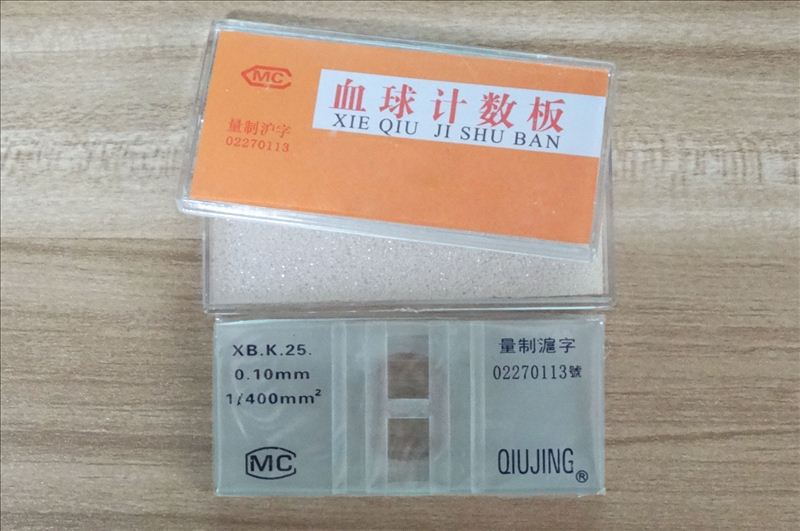 MC
血球计数板
XIE QIU JI SHU BAN
量制沪字
02270113
XB.K.25.
0.10mm
1/400mm²
MC
量制滬字
02270113號
QIUJING®